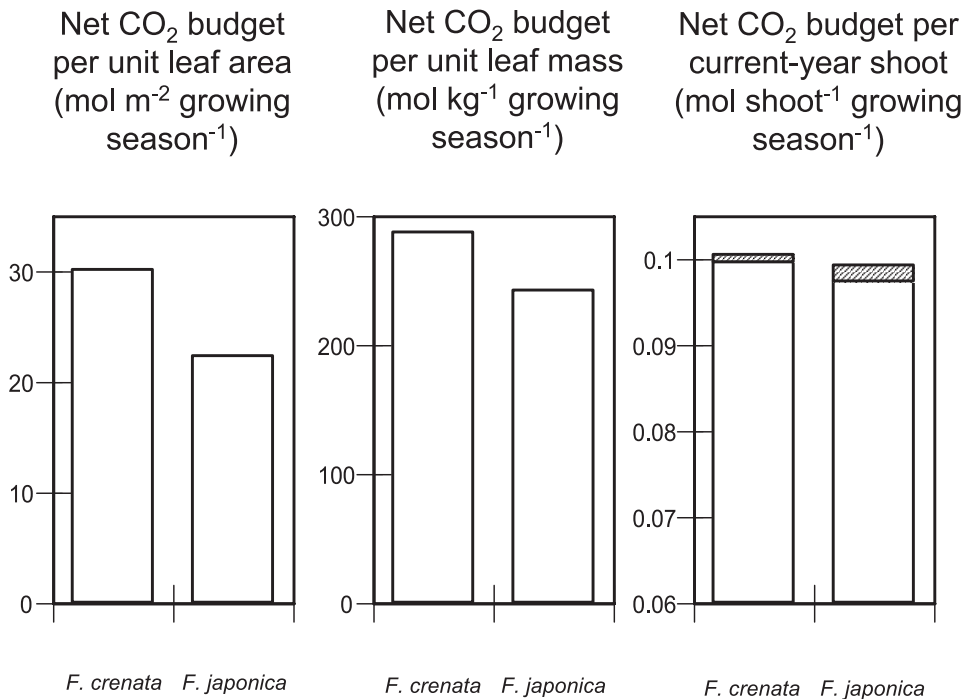 Net CO₂ budget
per unit leaf area
(mol m⁻² growing
season⁻¹)
Net CO₂ budget
per unit leaf mass
(mol kg⁻¹ growing
season⁻¹)
Net CO₂ budget per
current-year shoot
(mol shoot⁻¹ growing
season⁻¹)
30
20
10
0
300
200
100
0
0.1
0.09
0.08
0.07
0.06
F. crenata F. japonica
F. crenata F. japonica
F. crenata F. japonica